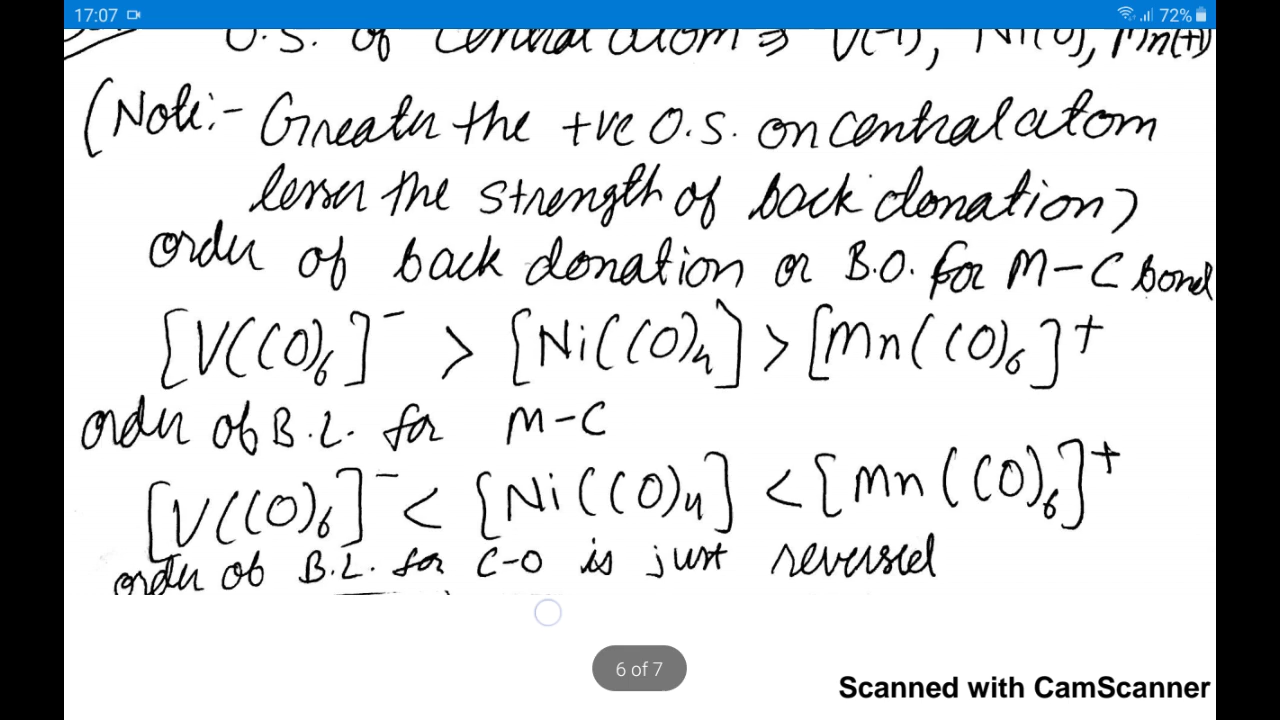 17:07
72%
O.S. of central atom ⇒ V(-1), Ni(0), Mn(+1)
(Note:- Greater the +ve O.S. on central atom
lesser the strength of back donation)
order of back donation or B.O. for M-C bond
[V(CO)₆]⁻ > [Ni(CO)₄] > [Mn(CO)₆]⁺
order of B.L. for M-C
[V(CO)₆]⁻ < [Ni(CO)₄] < [Mn(CO)₆]⁺
order of B.L. for C-O is just reversed
6 of 7
Scanned with CamScanner